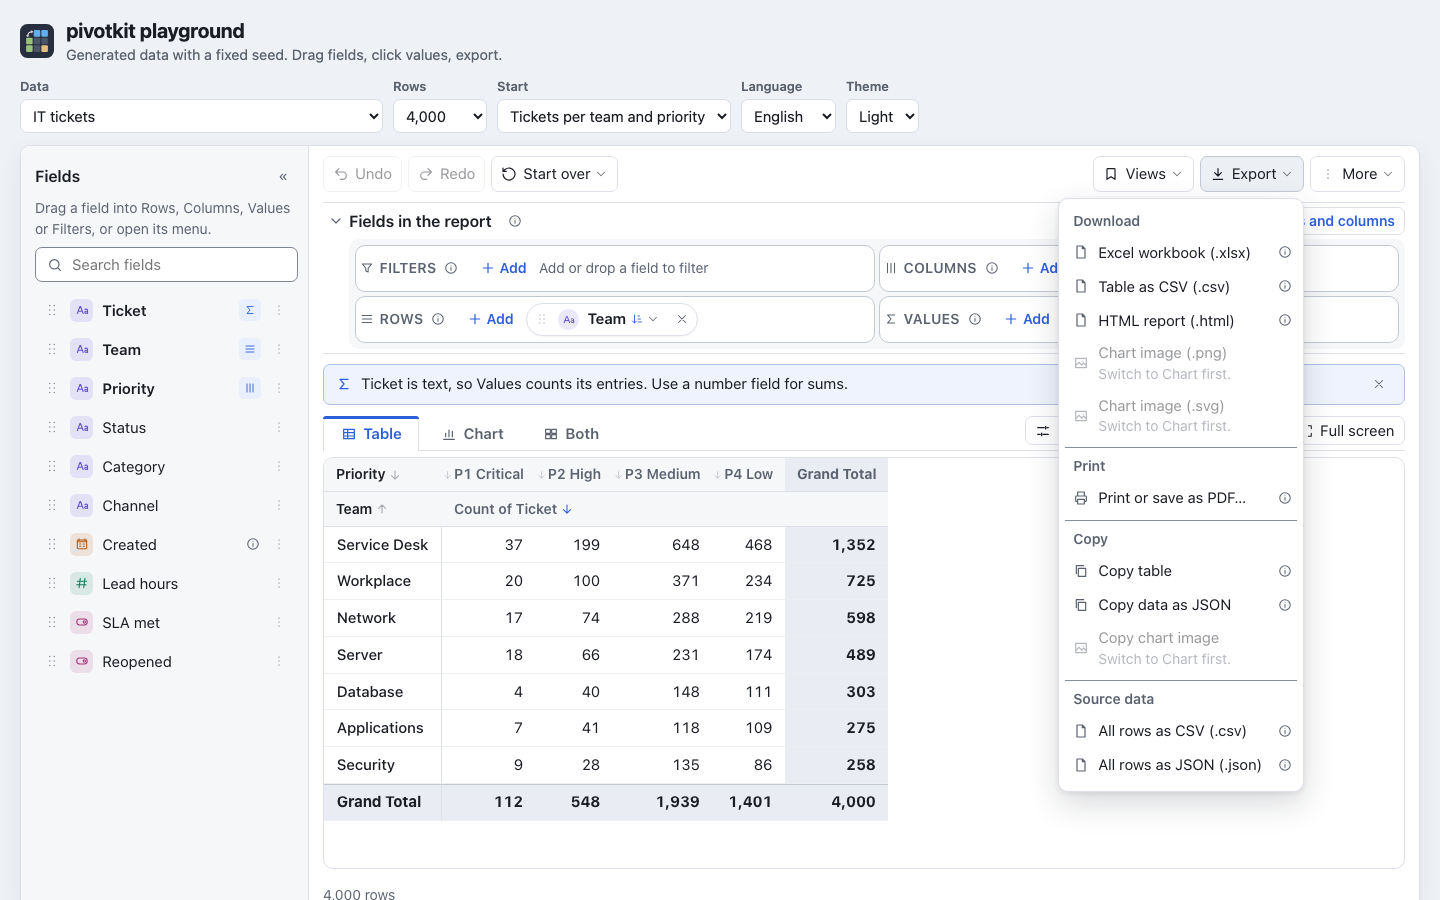 pivotkit playground
Generated data with a fixed seed. Drag fields, click values, export.
Data
Rows
Start
Language
Theme
IT tickets
4,000
Tickets per team and priority
English
Light
Fields
«
Drag a field into Rows, Columns, Values
or Filters, or open its menu.
Search fields
Aa Ticket Σ
Aa Team
Aa Priority
Aa Status
Aa Category
Aa Channel
Created
Lead hours
SLA met
Reopened
Undo
Redo
Start over
Views
Export
More
Fields in the report
s and columns
FILTERS
+ Add
Add or drop a field to filter
COLUMNS
+ Ad
ROWS
+ Add
Aa Team
Σ VALUES
+ Add
Σ Ticket is text, so Values counts its entries. Use a number field for sums.
Table
Chart
Both
Full screen
Priority ↓ ↓ P1 Critical ↓ P2 High ↓ P3 Medium ↓ P4 Low Grand Total
Team ↑ Count of Ticket ↓
Service Desk 37 199 648 468 1,352
Workplace 20 100 371 234 725
Network 17 74 288 219 598
Server 18 66 231 174 489
Database 4 40 148 111 303
Applications 7 41 118 109 275
Security 9 28 135 86 258
Grand Total 112 548 1,939 1,401 4,000
4,000 rows
Download
Excel workbook (.xlsx)
Table as CSV (.csv)
HTML report (.html)
Chart image (.png)
Switch to Chart first.
Chart image (.svg)
Switch to Chart first.
Print
Print or save as PDF...
Copy
Copy table
Copy data as JSON
Copy chart image
Switch to Chart first.
Source data
All rows as CSV (.csv)
All rows as JSON (.json)